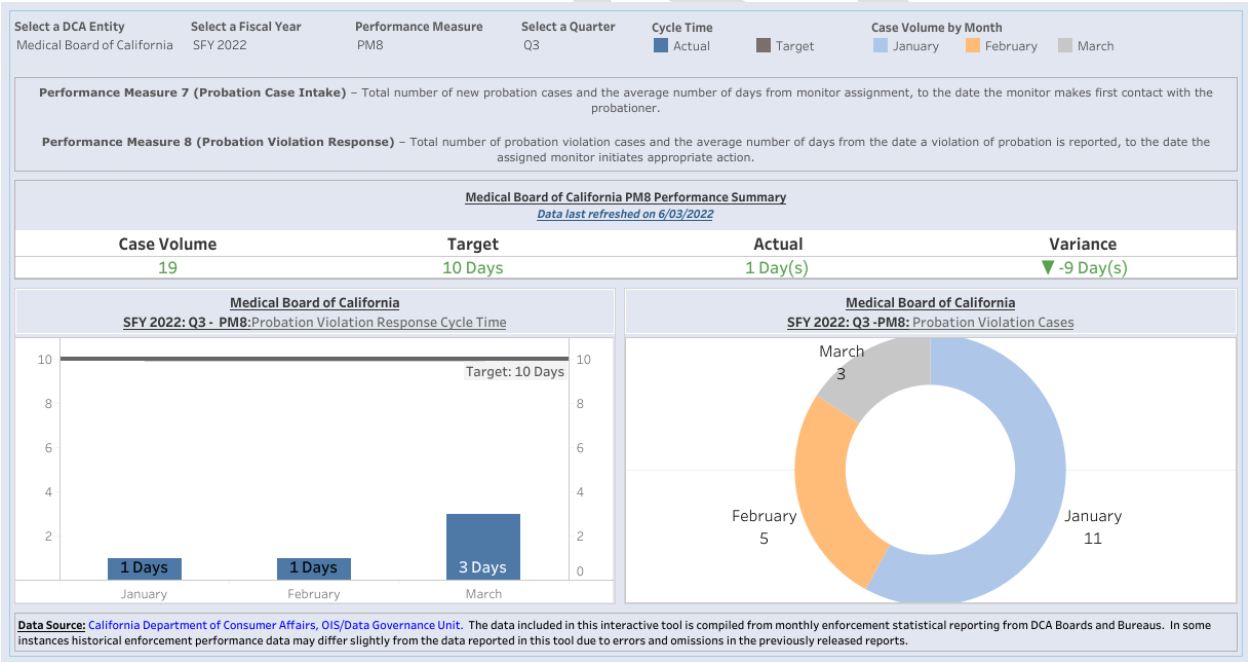 Select a DCA Entity Select a Fiscal Year Performance Measure Select a Quarter Cycle Time Case Volume by Month
Medical Board of California SFY 2022 PM8 Q3 Actual Target January February March
Performance Measure 7 (Probation Case Intake) – Total number of new probation cases and the average number of days from monitor assignment, to the date the monitor makes first contact with the
probationer.
Performance Measure 8 (Probation Violation Response) – Total number of probation violation cases and the average number of days from the date a violation of probation is reported, to the date the
assigned monitor initiates appropriate action.
Medical Board of California PM8 Performance Summary
Data last refreshed on 6/03/2022
Case Volume Target Actual Variance
19 10 Days 1 Day(s) ▼ -9 Day(s)
Medical Board of California
SFY 2022: Q3 - PM8:Probation Violation Response Cycle Time
10 10
Target: 10 Days
8 8
6 6
4 4
2 2
0
1 Days 1 Days 3 Days
January February March
Medical Board of California
SFY 2022: Q3 -PM8: Probation Violation Cases
March
3
February
5
January
11
Data Source: California Department of Consumer Affairs, OIS/Data Governance Unit. The data included in this interactive tool is compiled from monthly enforcement statistical reporting from DCA Boards and Bureaus. In some
instances historical enforcement performance data may differ slightly from the data reported in this tool due to errors and omissions in the previously released reports.